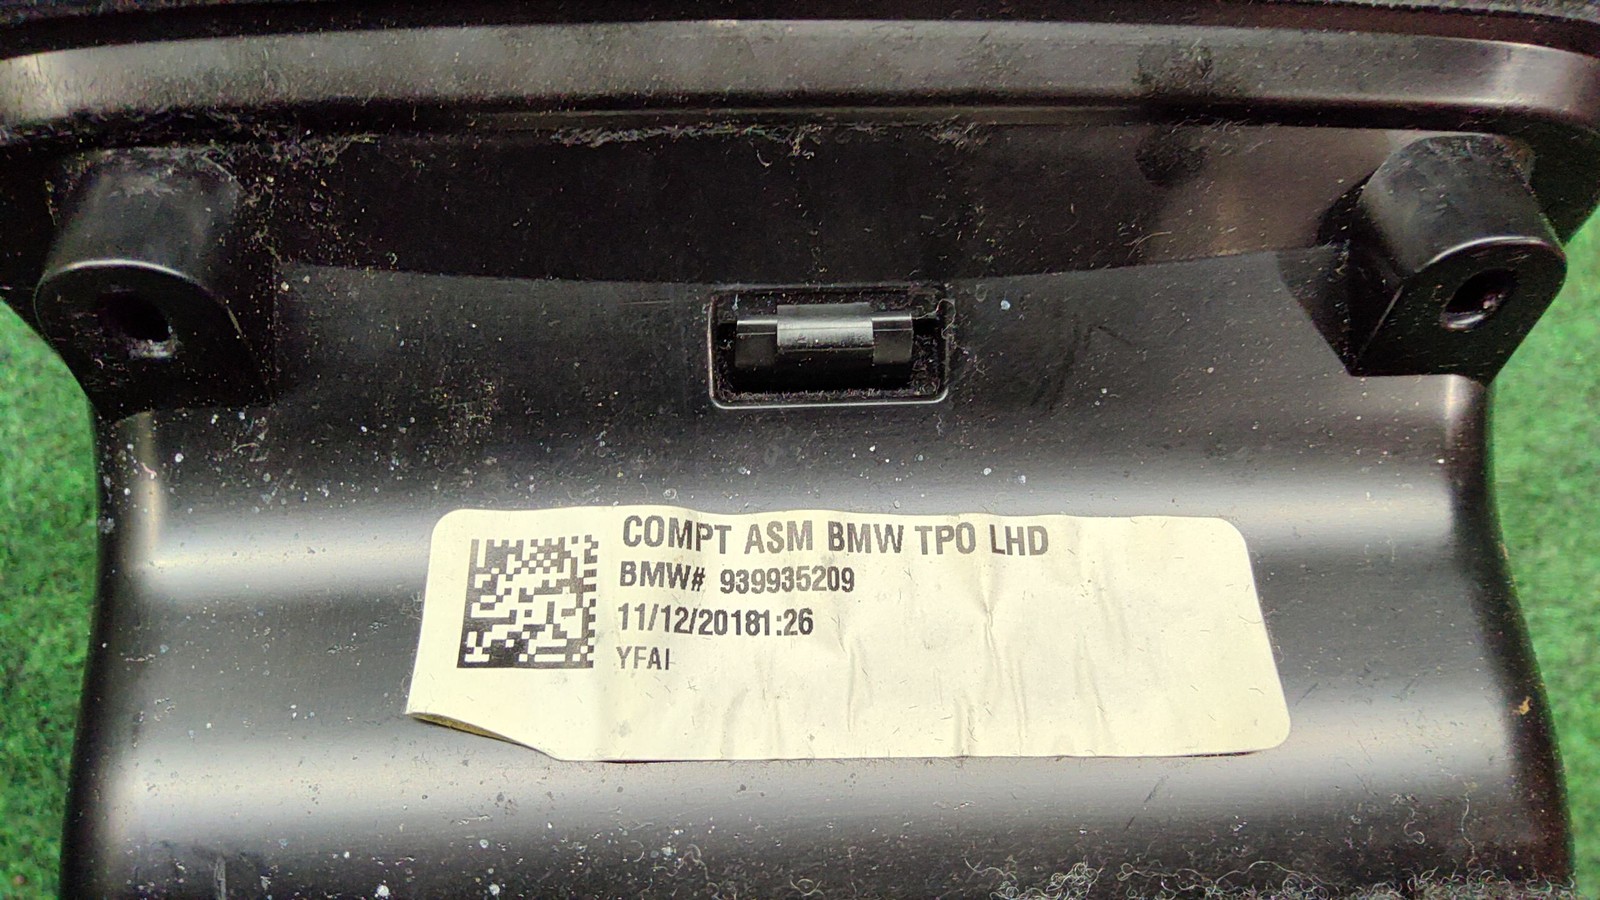 COMPT ASM BMW TPO LHD
BMW# 939935209
11/12/20181:26
YFAI